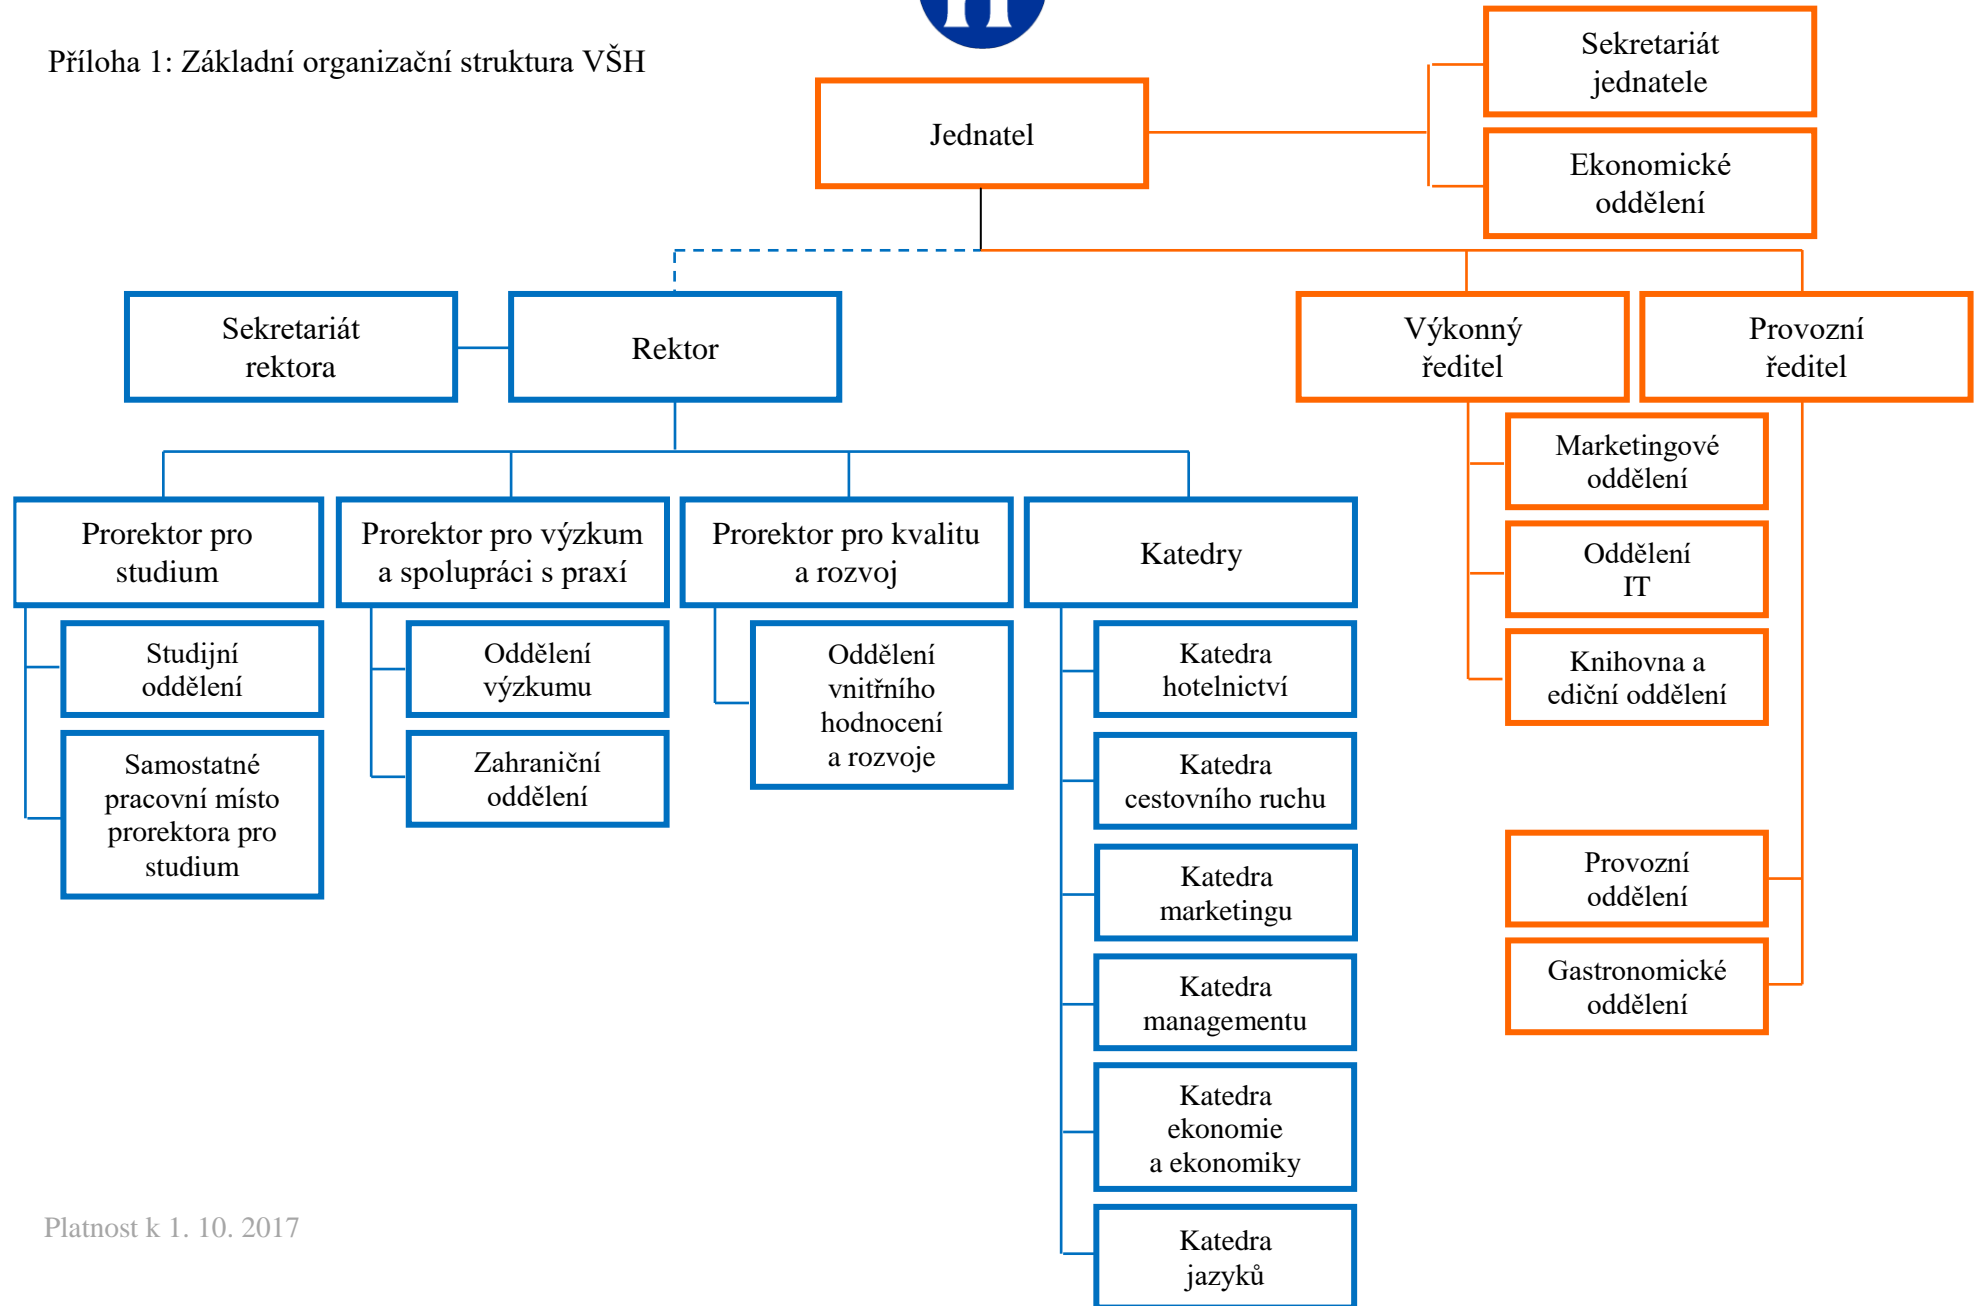 Příloha 1: Základní organizační struktura VŠH
Jednatel
Sekretariát
jednatele
Ekonomické
oddělení
Sekretariát
rektora
Rektor
Výkonný
ředitel
Provozní
ředitel
Marketingové
oddělení
Oddělení
IT
Knihovna a
ediční oddělení
Provozní
oddělení
Gastronomické
oddělení
Prorektor pro
studium
Studijní
oddělení
Samostatné
pracovní místo
prorektora pro
studium
Prorektor pro výzkum
a spolupráci s praxí
Oddělení
výzkumu
Zahraniční
oddělení
Prorektor pro kvalitu
a rozvoj
Oddělení
vnitřního
hodnocení
a rozvoje
Katedry
Katedra
hotelnictví
Katedra
cestovního ruchu
Katedra
marketingu
Katedra
managementu
Katedra
ekonomie
a ekonomiky
Katedra
jazyků
Platnost k 1. 10. 2017